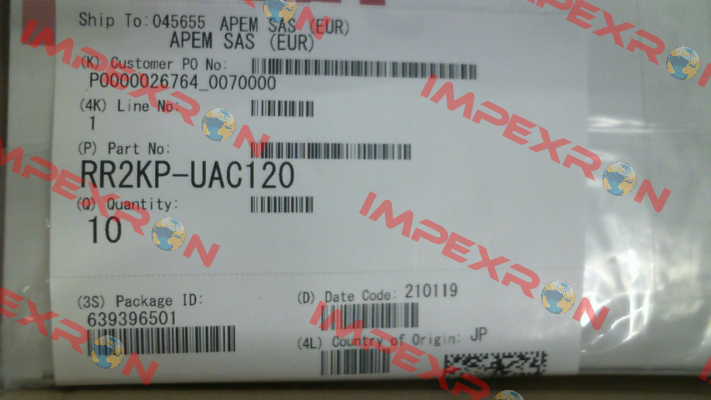 Ship To: 045655 APEM SAS (EUR)
APEM SAS (EUR)
(K) Customer PO No:
P0000026764_0070000
(4K) Line No:
1
(P) Part No:
RR2KP-UAC120
(Q) Quantity:
10
(3S) Package ID:
639396501
(D) Date Code: 210119
(4L) Country of Origin: JP
IMPEXRON
IMPEXRON
IMPEXRON
IMPEXRON
IMPEXRON
IMPEXRON